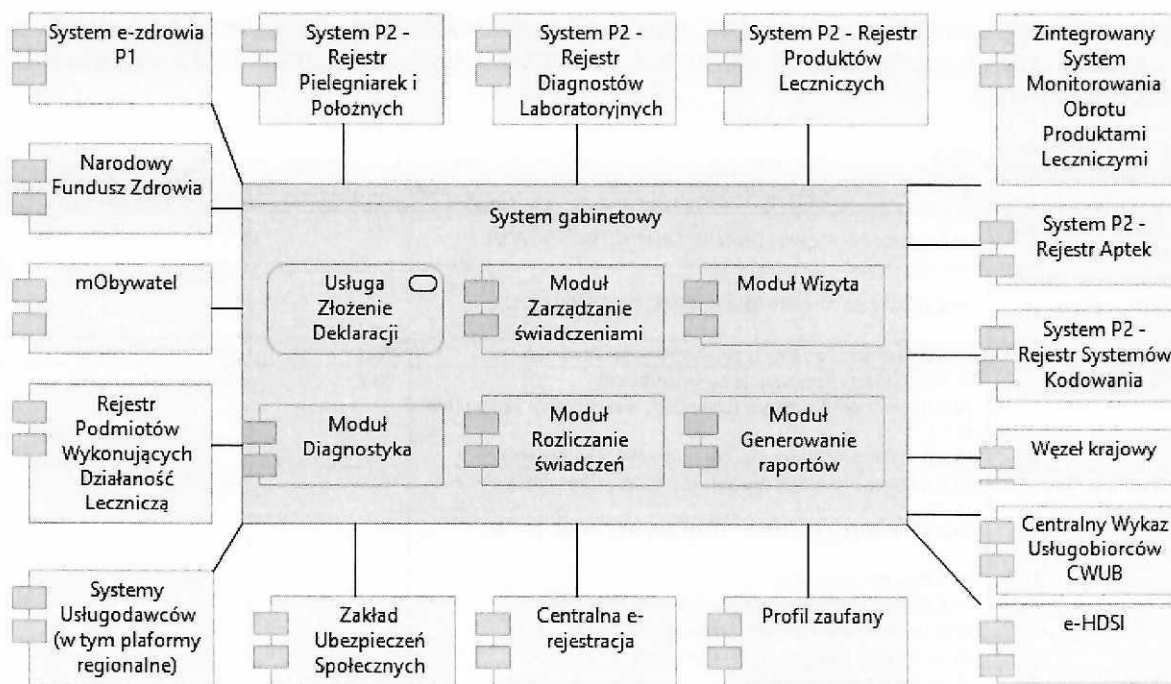 System e-zdrowia
P1
System P2 -
Rejestr
Pielegniarek i
Położnych
System P2 -
Rejestr
Diagnostów
Laboratoryjnych
System P2 - Rejestr
Produktów
Leczniczych
Zintegrowany
System
Monitorowania
Obrotu
Produktami
Leczniczymi
Narodowy
Fundusz Zdrowia
System gabinetowy
System P2 -
Rejestr Aptek
mObywatel
Usługa
Złożenie
Deklaracji
Moduł
Zarządzanie
świadczeniami
Moduł Wizyta
System P2 -
Rejestr Systemów
Kodowania
Rejestr
Podmiotów
Wykonujących
Działaność
Leczniczą
Moduł
Diagnostyka
Moduł
Rozliczanie
świadczeń
Moduł
Generowanie
raportów
Węzeł krajowy
Centralny Wykaz
Usługobiorców
CWUB
Systemy
Usługodawców
(w tym plaformy
regionalne)
Zakład
Ubezpieczeń
Społecznych
Centralna e-
rejestracja
Profil zaufany
e-HDSI